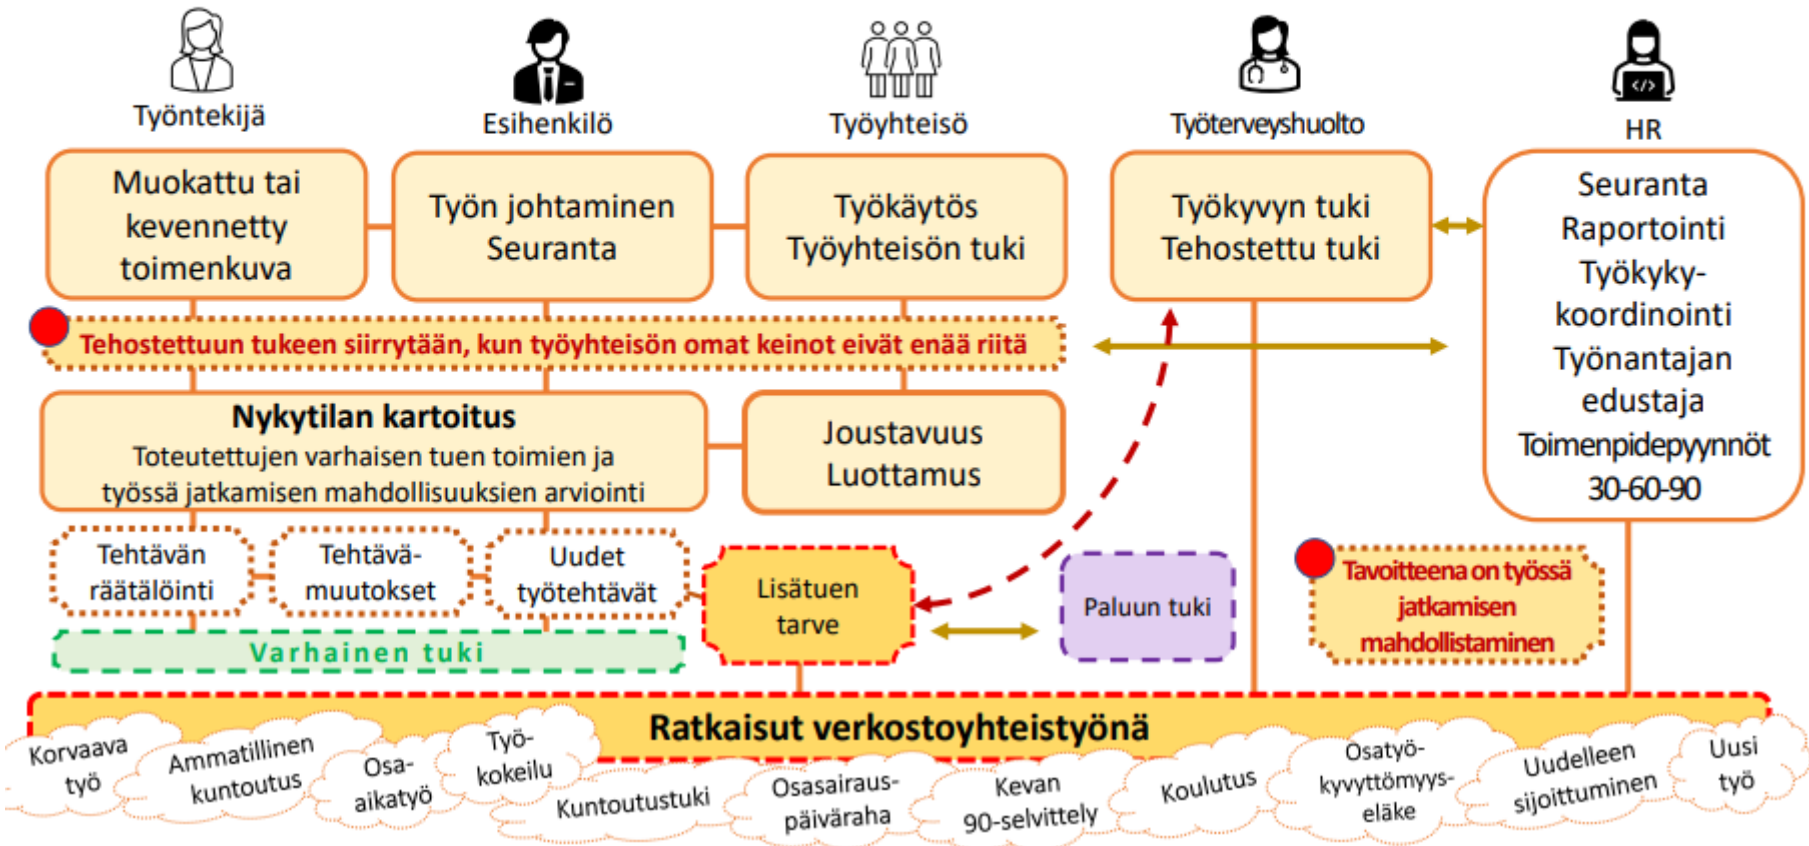 Työntekijä
Esihenkilö
Työyhteisö
Työterveyshuolto
HR
Muokattu tai
kevennetty
toimenkuva
Työn johtaminen
Seuranta
Työkäytös
Työyhteisön tuki
Työkyvyn tuki
Tehostettu tuki
Seuranta
Raportointi
Työkyky-
koordinointi
Työnantajan
edustaja
Toimenpidepyynnöt
30-60-90
Tehostettuun tukeen siirrytään, kun työyhteisön omat keinot eivät enää riitä
Nykytilan kartoitus
Toteutettujen varhaisen tuen toimien ja
työssä jatkamisen mahdollisuuksien arviointi
Joustavuus
Luottamus
Tehtävän
räätälöinti
Tehtävä-
muutokset
Uudet
työtehtävät
Lisätuen
tarve
Paluun tuki
Tavoitteena on työssä
jatkamisen
mahdollistaminen
Varhainen tuki
Ratkaisut verkostoyhteistyönä
Korvaava
työ
Ammatillinen
kuntoutus
Osa-
aikatyö
Työ-
kokeilu
Kuntoutustuki
Osasairaus-
päiväraha
Kevan
90-selvittely
Koulutus
Osatyö-
kyvyttömyys-
eläke
Uudelleen
sijoittuminen
Uusi
työ